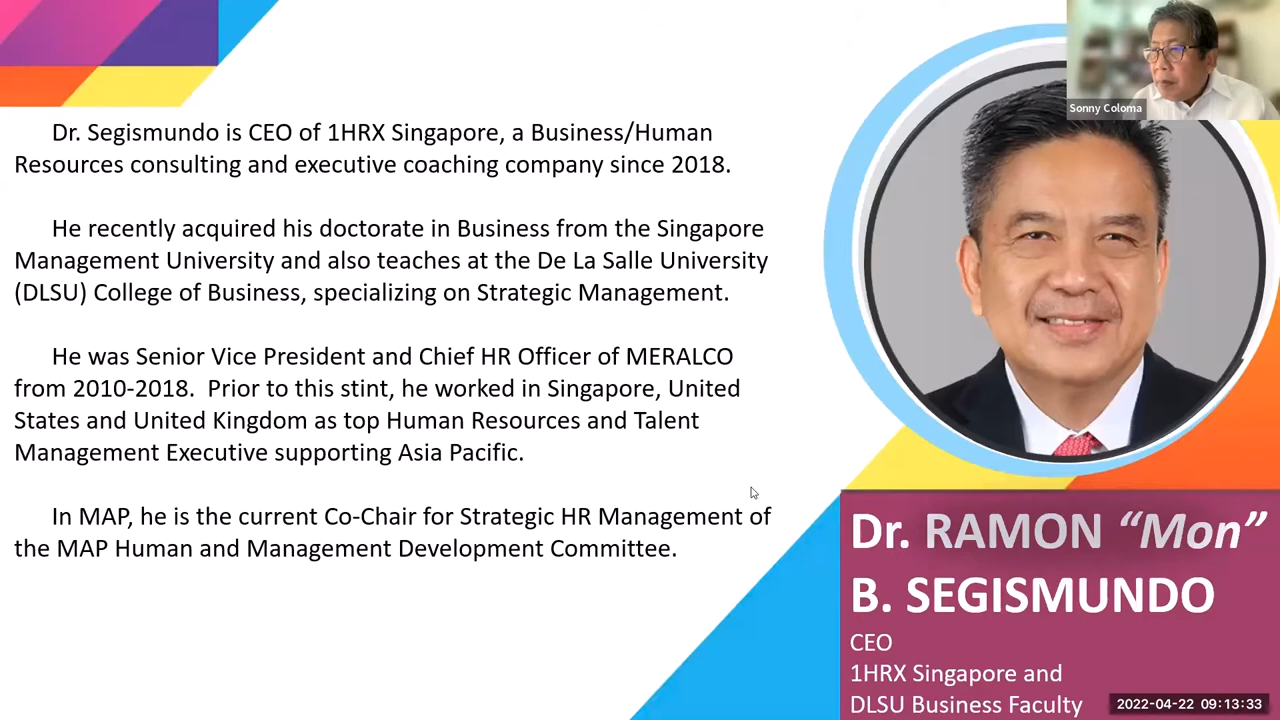 Dr. Segismundo is CEO of 1HRX Singapore, a Business/Human
Resources consulting and executive coaching company since 2018.
He recently acquired his doctorate in Business from the Singapore
Management University and also teaches at the De La Salle University
(DLSU) College of Business, specializing on Strategic Management.
He was Senior Vice President and Chief HR Officer of MERALCO
from 2010-2018.  Prior to this stint, he worked in Singapore, United
States and United Kingdom as top Human Resources and Talent
Management Executive supporting Asia Pacific.
In MAP, he is the current Co-Chair for Strategic HR Management of
the MAP Human and Management Development Committee.
Sonny Coloma
Dr. RAMON “Mon”
B. SEGISMUNDO
CEO
1HRX Singapore and
DLSU Business Faculty
2022-04-22 09:13:33